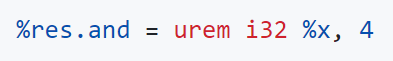 %res.and = urem i32 %x, 4